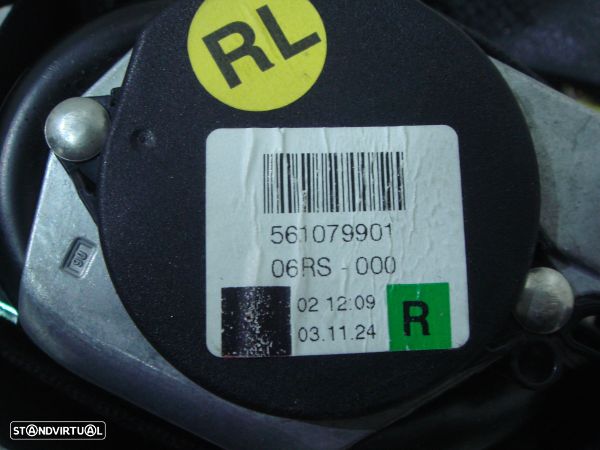 RL
561079901
06RS - 000
02 12:09
03.11.24
R
STANDVIRTUAL